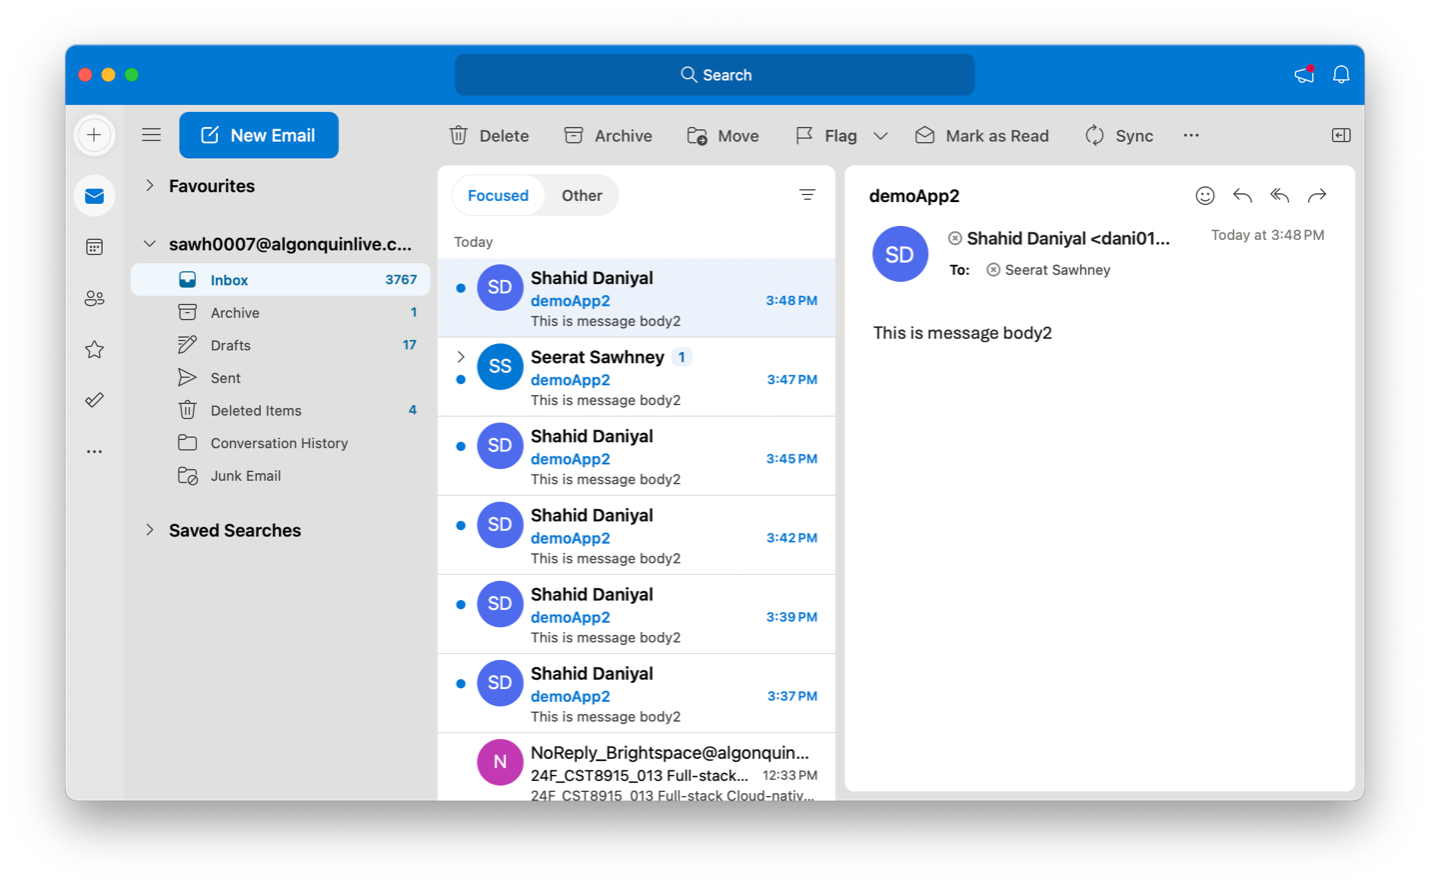 Search
New Email
Delete
Archive
Move
Flag
Mark as Read
Sync
Favourites
sawh0007@algonquinlive.c...
Inbox 3767
Archive 1
Drafts 17
Sent
Deleted Items 4
Conversation History
Junk Email
Saved Searches
Focused Other
Today
SD
Shahid Daniyal
demoApp2 3:48 PM
This is message body2
SS
Seerat Sawhney 1
demoApp2 3:47 PM
This is message body2
SD
Shahid Daniyal
demoApp2 3:45 PM
This is message body2
SD
Shahid Daniyal
demoApp2 3:42 PM
This is message body2
SD
Shahid Daniyal
demoApp2 3:39 PM
This is message body2
SD
Shahid Daniyal
demoApp2 3:37 PM
This is message body2
N
NoReply_Brightspace@algonquin...
24F_CST8915_013 Full-stack... 12:33 PM
24F_CST8915_013 Full-stack Cloud-nativ...
demoApp2
SD
Shahid Daniyal <dani01... Today at 3:48 PM
To: Seerat Sawhney
This is message body2